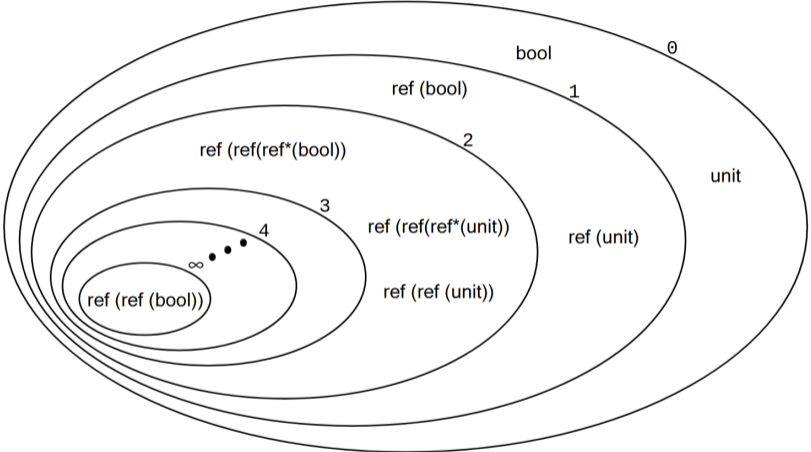 0
bool
ref (bool)
1
2
ref (ref(ref*(bool))
unit
3
ref (ref(ref*(unit))
4
ref (unit)
∞
ref (ref (bool))
ref (ref (unit))